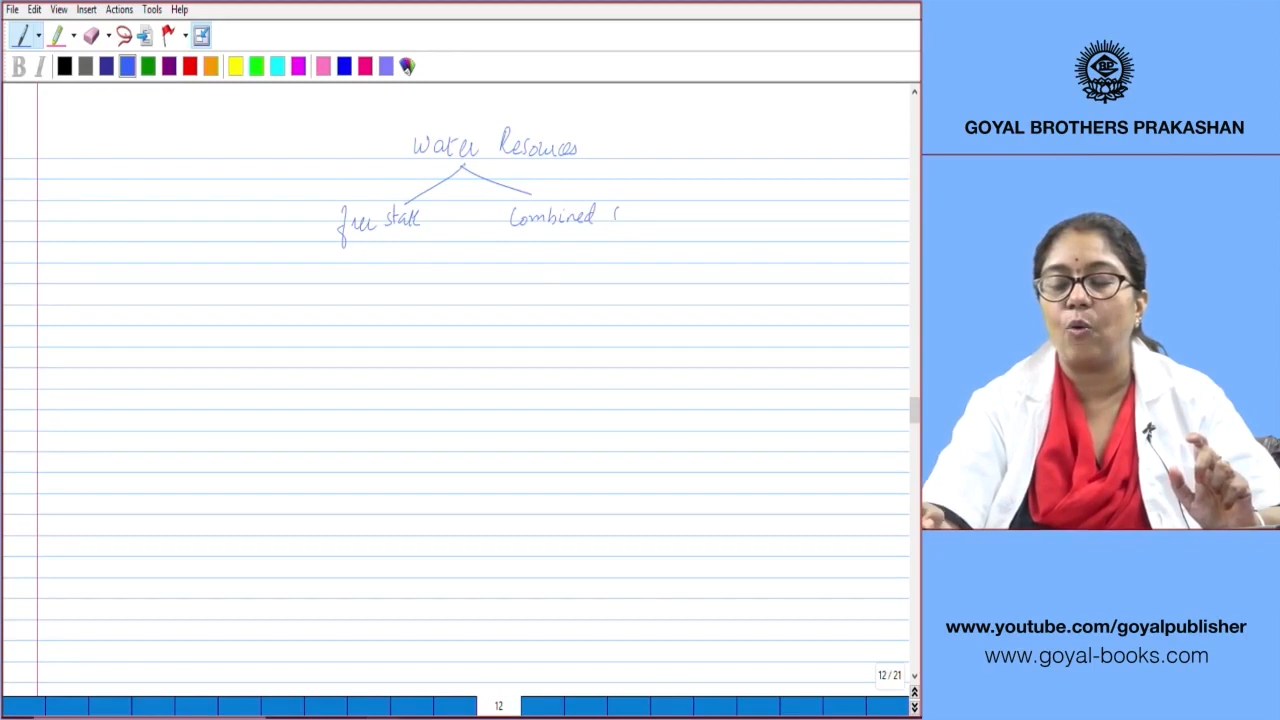 File Edit View Insert Actions Tools Help
B I
GBP
GOYAL BROTHERS PRAKASHAN
Water Resources
free state Combined
12/21
12
www.youtube.com/goyalpublisher
www.goyal-books.com